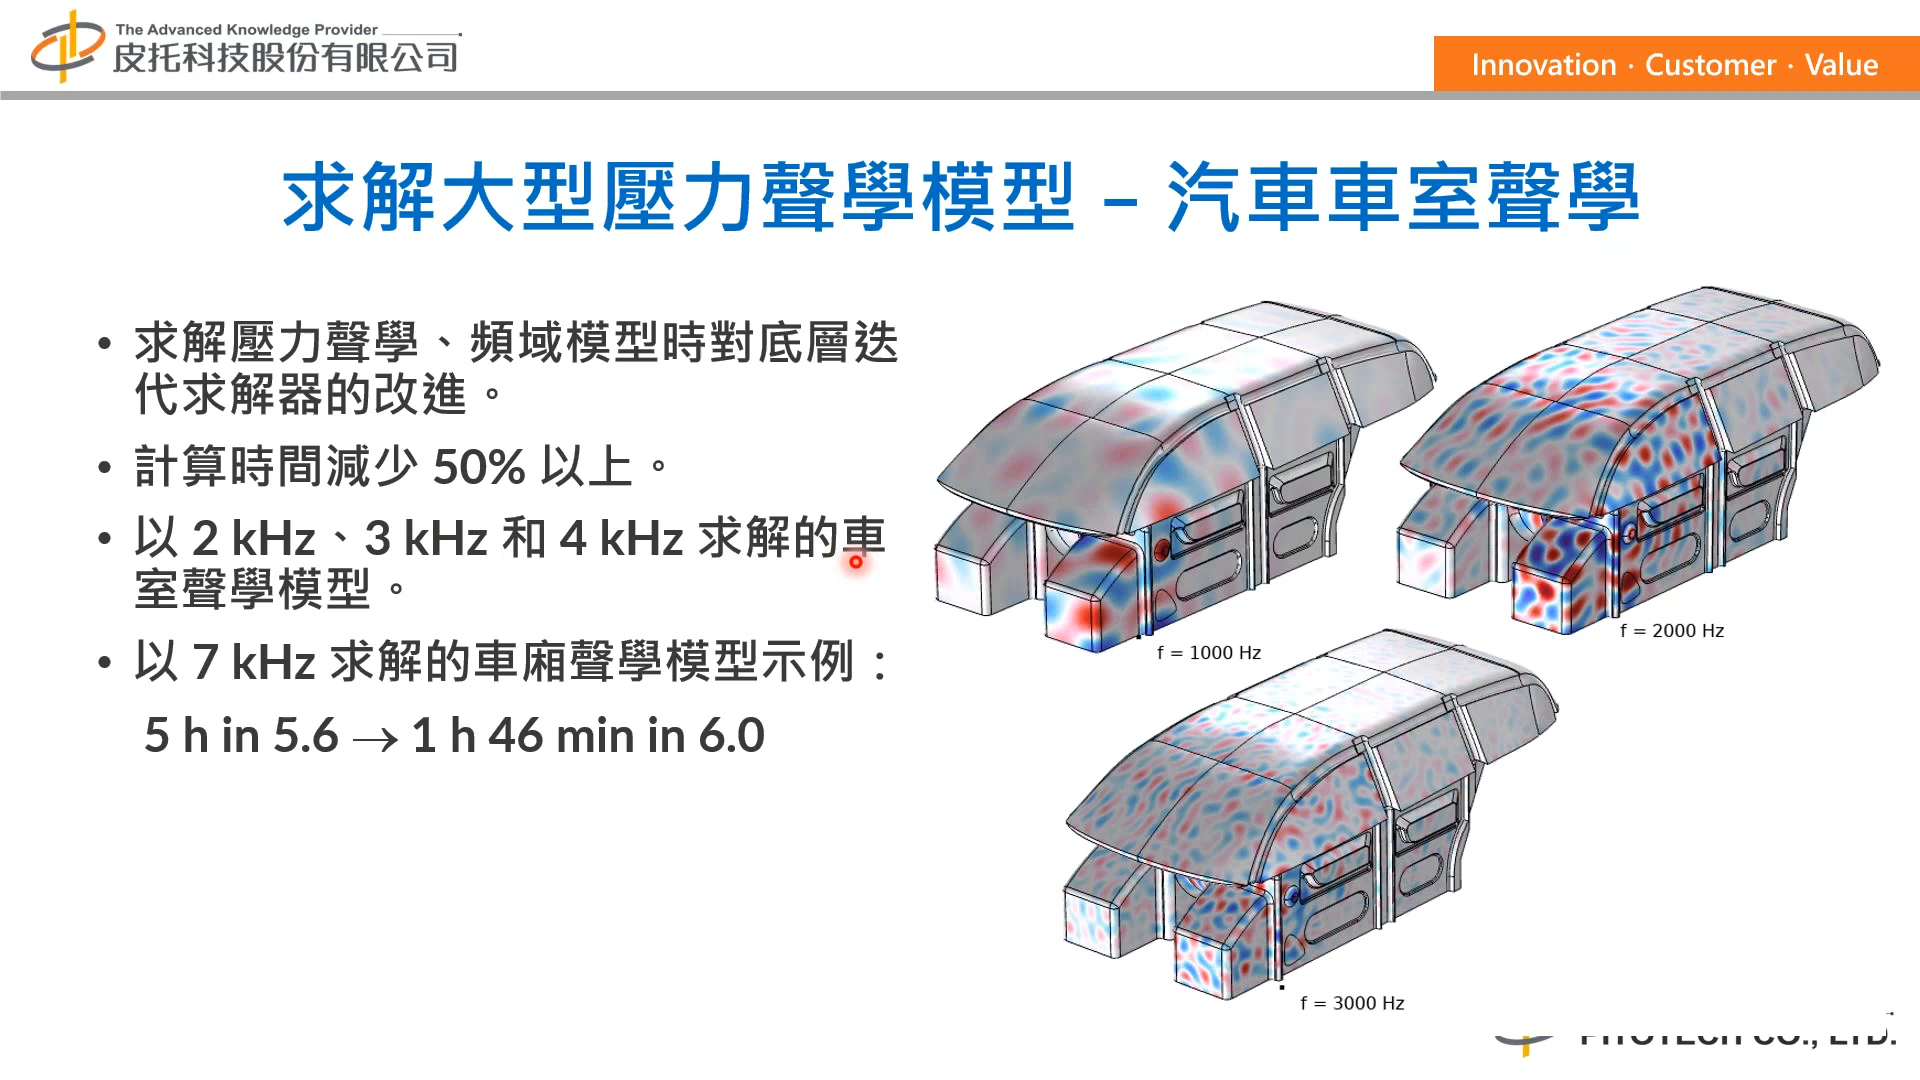 The Advanced Knowledge Provider
皮托科技股份有限公司
Innovation · Customer · Value
求解大型壓力聲學模型 – 汽車車室聲學
• 求解壓力聲學、頻域模型時對底層迭
代求解器的改進。
• 計算時間減少 50% 以上。
• 以 2 kHz、3 kHz 和 4 kHz 求解的車
室聲學模型。
• 以 7 kHz 求解的車廂聲學模型示例：
5 h in 5.6 → 1 h 46 min in 6.0
f = 1000 Hz
f = 2000 Hz
f = 3000 Hz
PITOTECH CO., LTD.